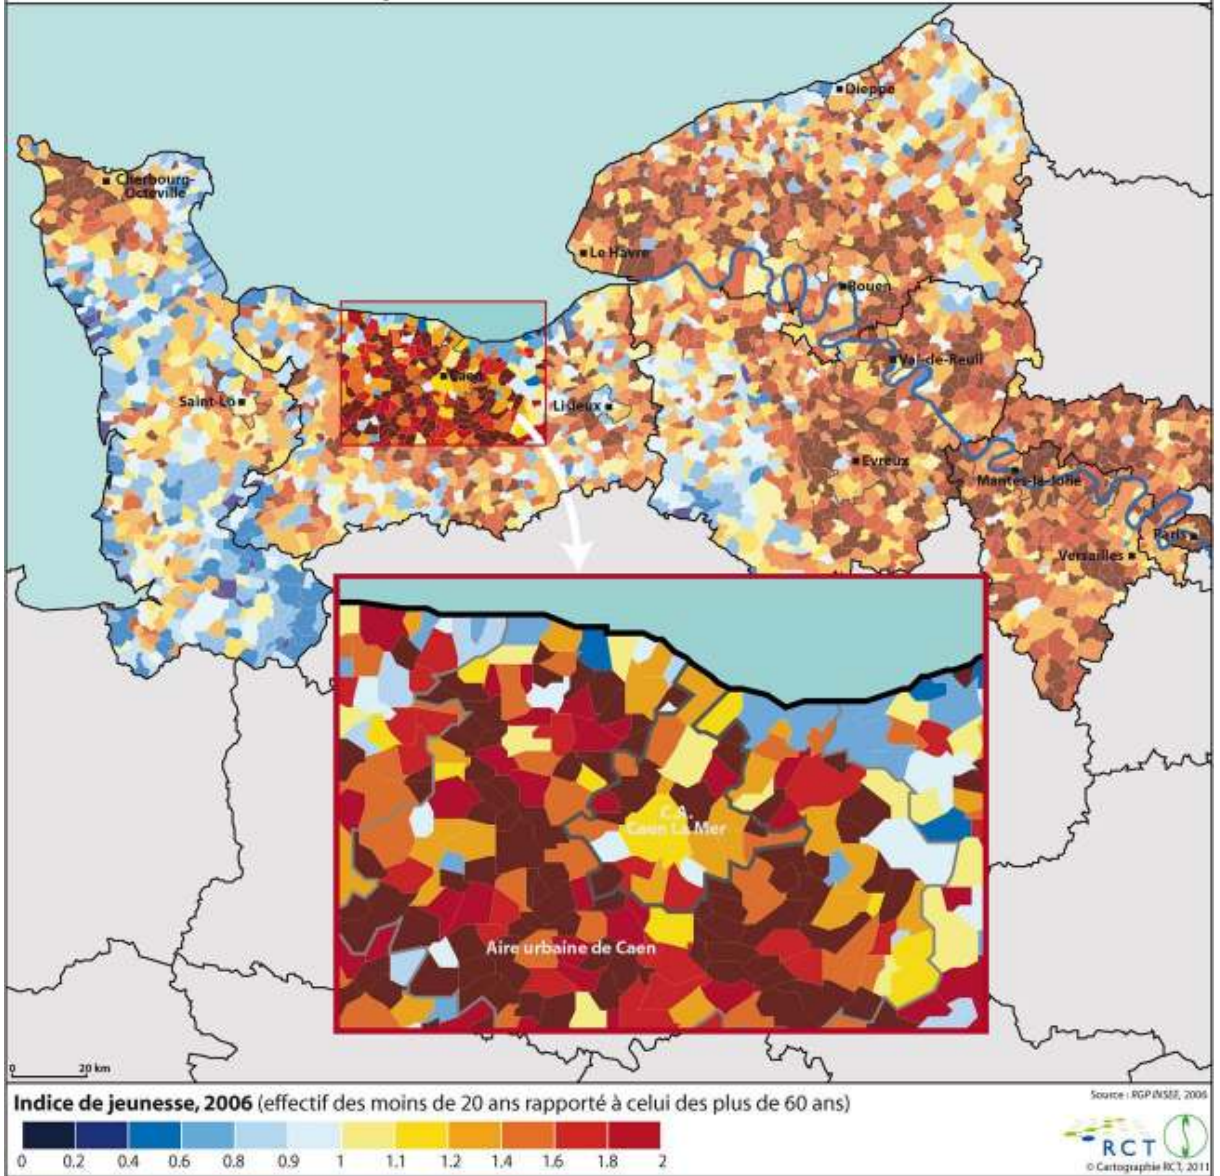 Dieppe
Cherbourg-
Octeville
Le Havre
Rouen
Val-de-Reuil
Caen
Saint-Lô
Lisieux
Evreux
Mantes-la-Jolie
Paris
Versailles
C.A.
Caen La Mer
Aire urbaine de Caen
0 20 km
Indice de jeunesse, 2006 (effectif des moins de 20 ans rapporté à celui des plus de 60 ans)
Source : RGP INSEE, 2006
0 0.2 0.4 0.6 0.8 0.9 1 1.1 1.2 1.4 1.6 1.8 2
RCT
© Cartographie RCT, 2011